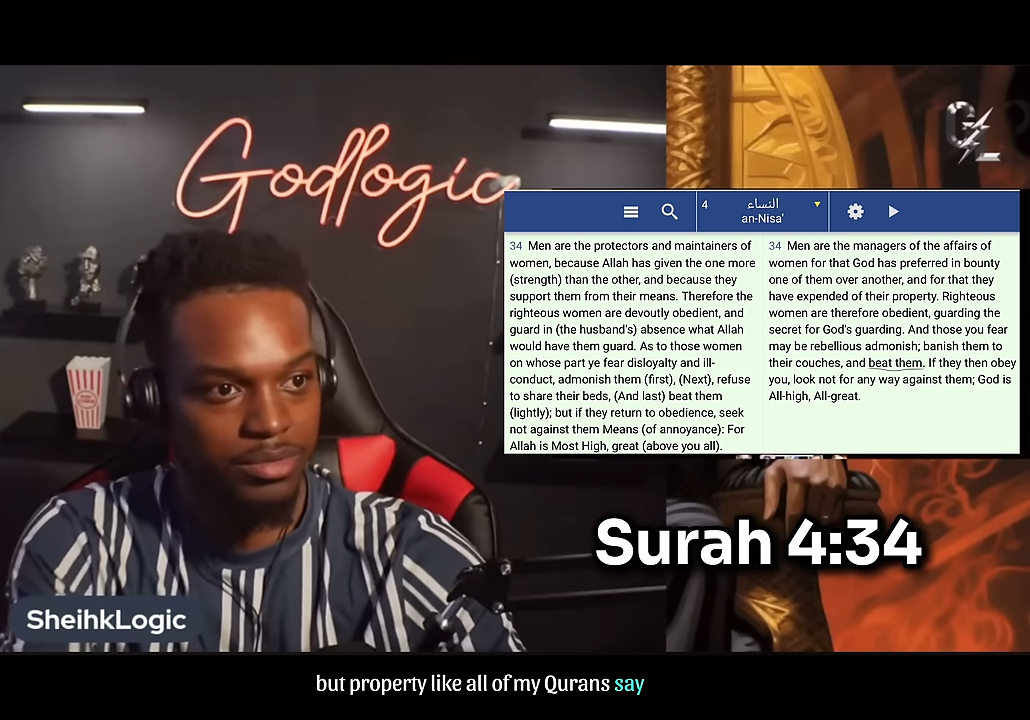 Godlogic
GL
4
النساء
an-Nisa'
34 Men are the protectors and maintainers of
women, because Allah has given the one more
(strength) than the other, and because they
support them from their means. Therefore the
righteous women are devoutly obedient, and
guard in (the husband's) absence what Allah
would have them guard. As to those women
on whose part ye fear disloyalty and ill-
conduct, admonish them (first), (Next), refuse
to share their beds, (And last) beat them
(lightly); but if they return to obedience, seek
not against them Means (of annoyance): For
Allah is Most High, great (above you all).
34 Men are the managers of the affairs of
women for that God has preferred in bounty
one of them over another, and for that they
have expended of their property. Righteous
women are therefore obedient, guarding the
secret for God's guarding. And those you fear
may be rebellious admonish; banish them to
their couches, and beat them. If they then obey
you, look not for any way against them; God is
All-high, All-great.
Surah 4:34
SheihkLogic
but property like all of my Qurans say